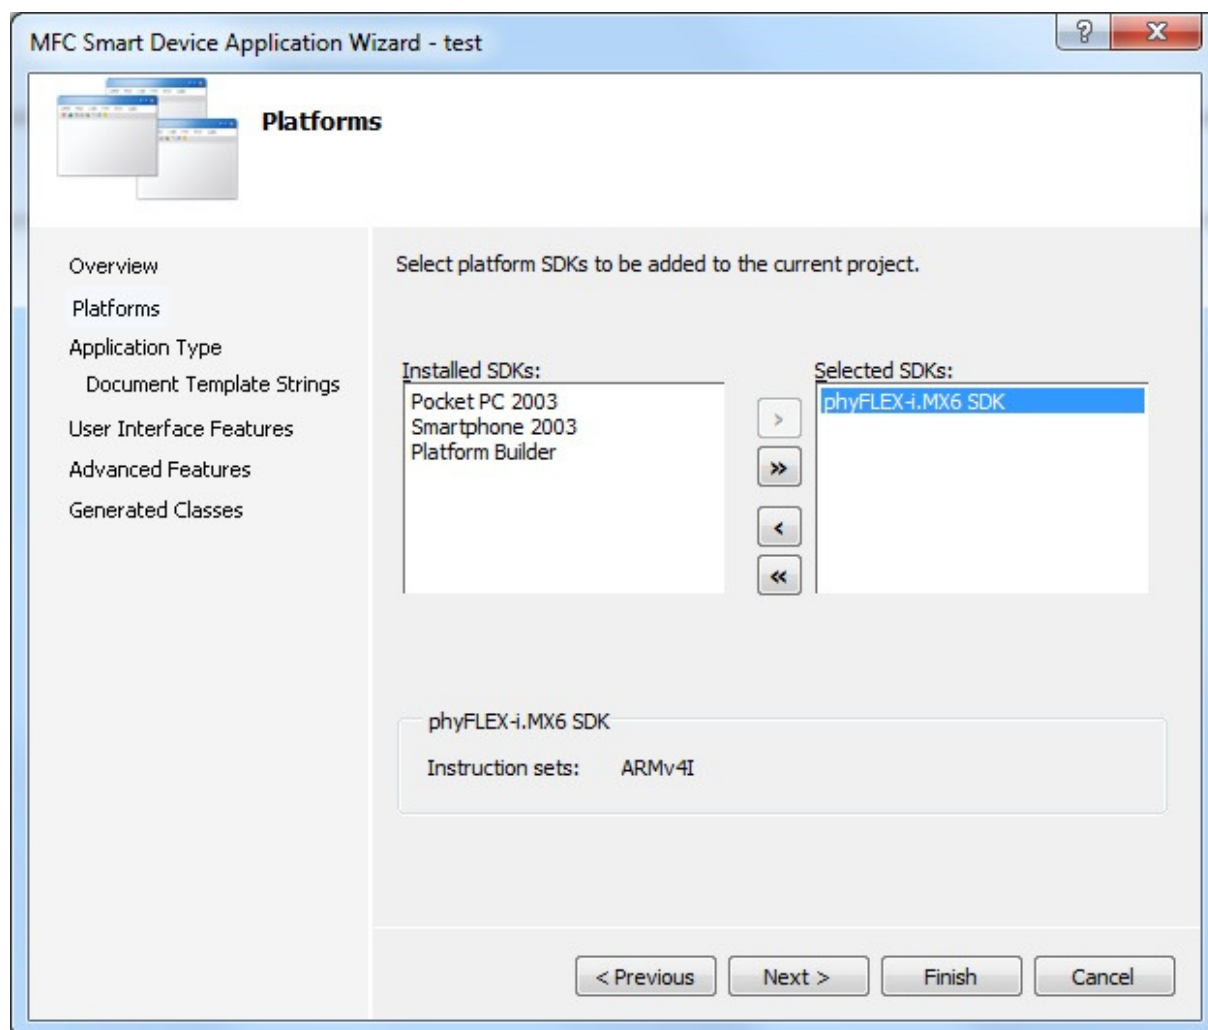 MFC Smart Device Application Wizard - test
Platforms
Overview
Platforms
Application Type
Document Template Strings
User Interface Features
Advanced Features
Generated Classes
Select platform SDKs to be added to the current project.
Installed SDKs:
Pocket PC 2003
Smartphone 2003
Platform Builder
>
»
<
«
Selected SDKs:
phyFLEX-i.MX6 SDK
phyFLEX-i.MX6 SDK
Instruction sets: ARMv4I
< Previous
Next >
Finish
Cancel